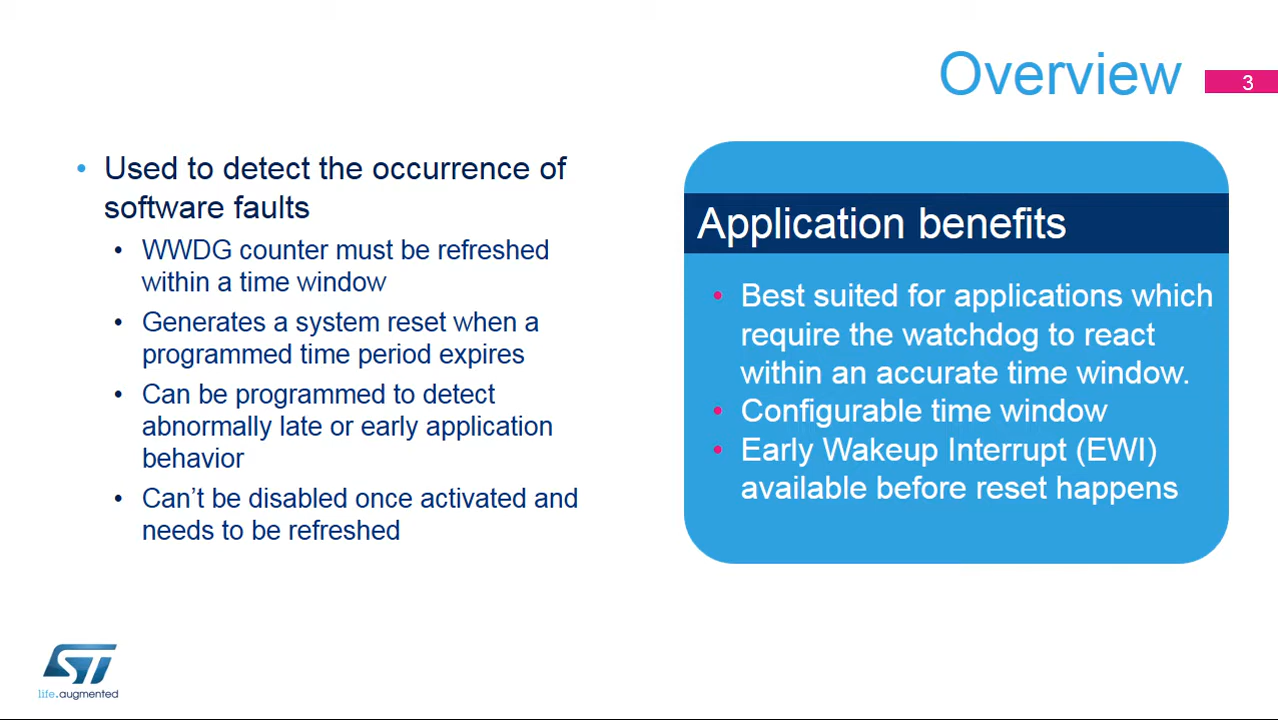 Overview
3
• Used to detect the occurrence of
software faults
• WWDG counter must be refreshed
within a time window
• Generates a system reset when a
programmed time period expires
• Can be programmed to detect
abnormally late or early application
behavior
• Can’t be disabled once activated and
needs to be refreshed
Application benefits
• Best suited for applications which
require the watchdog to react
within an accurate time window.
• Configurable time window
• Early Wakeup Interrupt (EWI)
available before reset happens
ST
life.augmented